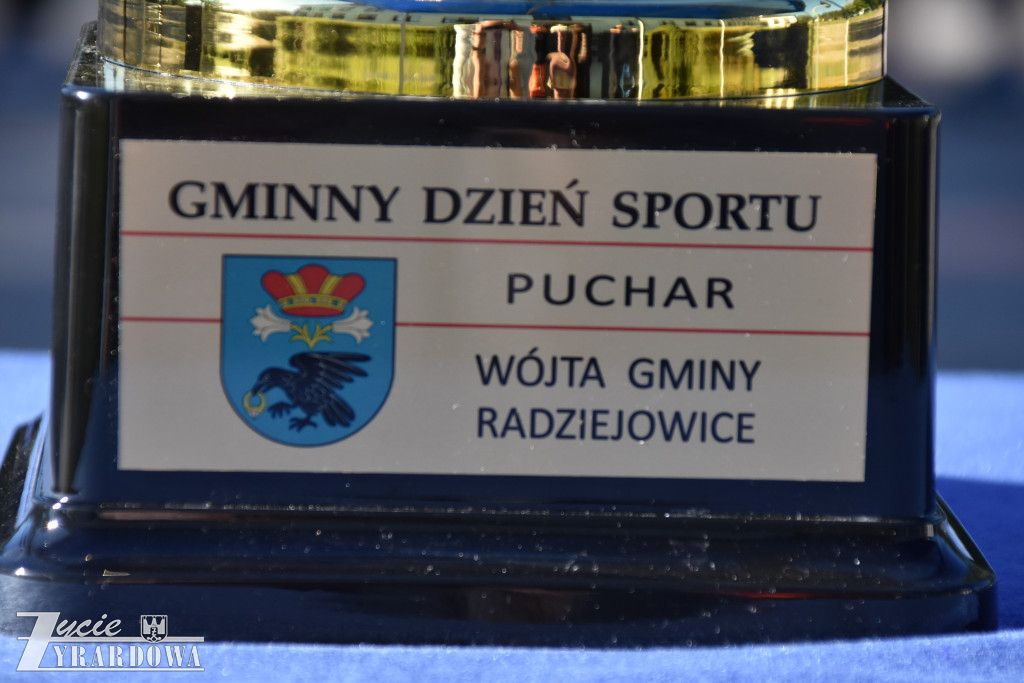 GMINNY DZIEŃ SPORTU
PUCHAR
WÓJTA GMINY
RADZIEJOWICE
Życie
ŻYRARDOWA